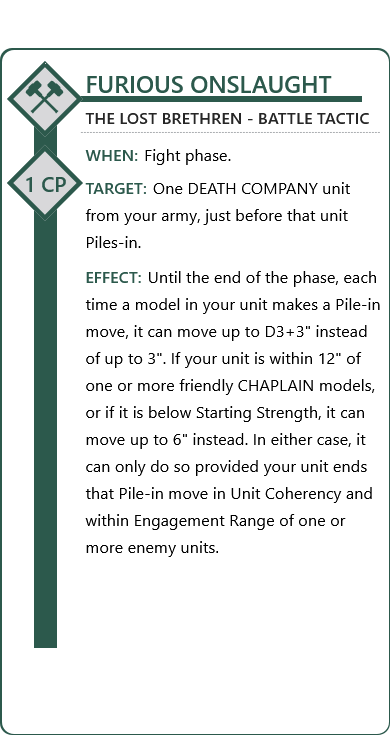 FURIOUS ONSLAUGHT
THE LOST BRETHREN - BATTLE TACTIC
1 CP
WHEN: Fight phase.
TARGET: One DEATH COMPANY unit
from your army, just before that unit
Piles-in.
EFFECT: Until the end of the phase, each
time a model in your unit makes a Pile-in
move, it can move up to D3+3" instead
of up to 3". If your unit is within 12" of
one or more friendly CHAPLAIN models,
or if it is below Starting Strength, it can
move up to 6" instead. In either case, it
can only do so provided your unit ends
that Pile-in move in Unit Coherency and
within Engagement Range of one or
more enemy units.